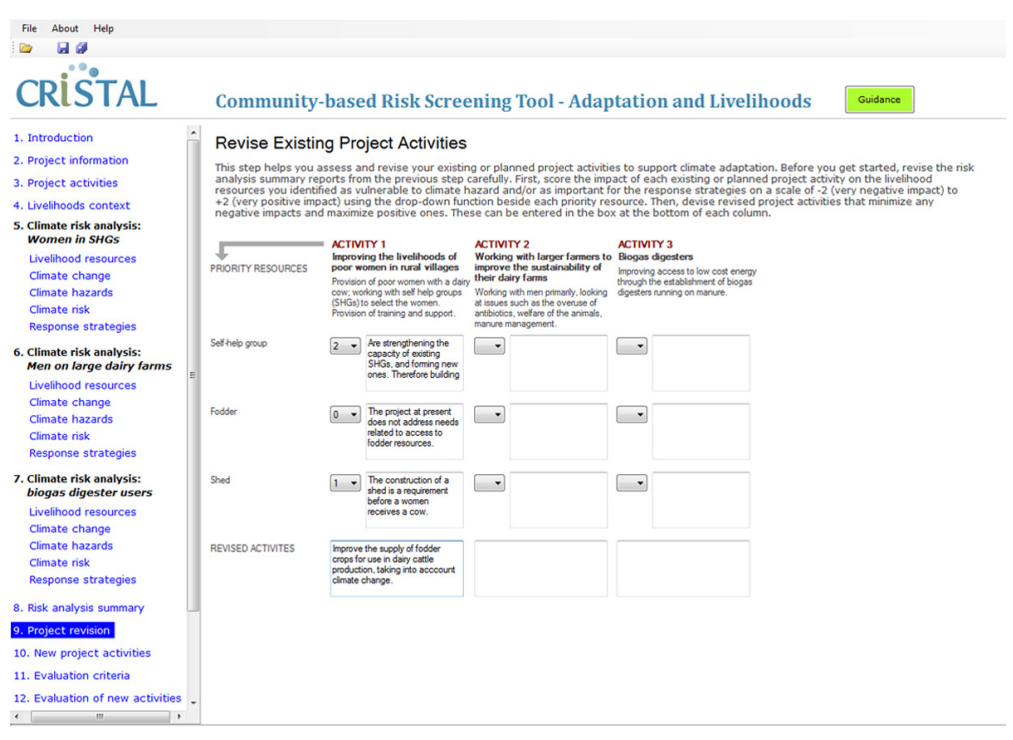 File About Help
CRiSTAL
Community-based Risk Screening Tool - Adaptation and Livelihoods
Guidance
1. Introduction
2. Project information
3. Project activities
4. Livelihoods context
5. Climate risk analysis:
Women in SHGs
Livelihood resources
Climate change
Climate hazards
Climate risk
Response strategies
6. Climate risk analysis:
Men on large dairy farms
Livelihood resources
Climate change
Climate hazards
Climate risk
Response strategies
7. Climate risk analysis:
biogas digester users
Livelihood resources
Climate change
Climate hazards
Climate risk
Response strategies
8. Risk analysis summary
9. Project revision
10. New project activities
11. Evaluation criteria
12. Evaluation of new activities
Revise Existing Project Activities
This step helps you assess and revise your existing or planned project activities to support climate adaptation. Before you get started, revise the risk
analysis summary reports from the previous step carefully. First, score the impact of each existing or planned project activity on the livelihood
resources you identified as vulnerable to climate hazard and/or as important for the response strategies on a scale of -2 (very negative impact) to
+2 (very positive impact) using the drop-down function beside each priority resource. Then, devise revised project activities that minimize any
negative impacts and maximize positive ones. These can be entered in the box at the bottom of each column.
PRIORITY RESOURCES
ACTIVITY 1
Improving the livelihoods of
poor women in rural villages
Provision of poor women with a dairy
cow; working with self help groups
(SHGs) to select the women.
Provision of training and support.
ACTIVITY 2
Working with larger farmers to
improve the sustainability of
their dairy farms
Working with men primarily, looking
at issues such as the overuse of
antibiotics, welfare of the animals,
manure management.
ACTIVITY 3
Biogas digesters
Improving access to low cost energy
through the establishment of biogas
digesters running on manure.
Self-help group
2
Are strengthening the
capacity of existing
SHGs, and forming new
ones. Therefore building
Fodder
0
The project at present
does not address needs
related to access to
fodder resources.
Shed
1
The construction of a
shed is a requirement
before a women
receives a cow.
REVISED ACTIVITES
Improve the supply of fodder
crops for use in dairy cattle
production, taking into acccount
climate change.